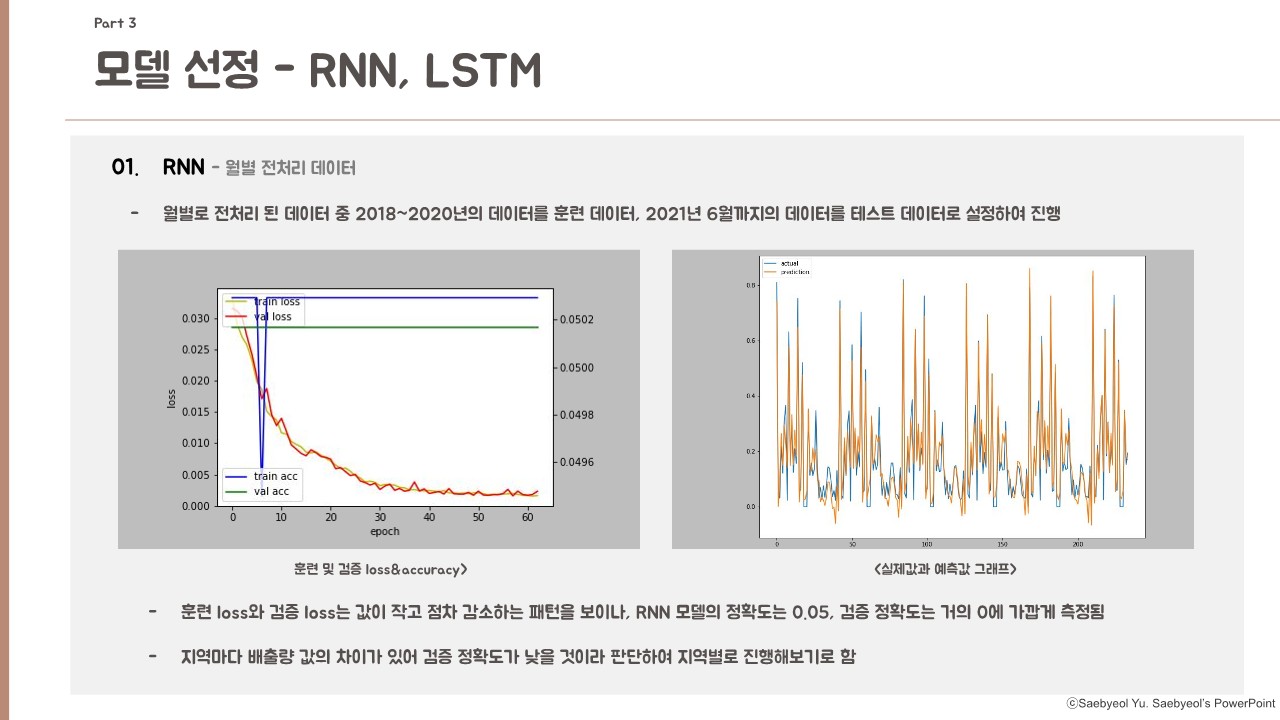 Part 3
모델 선정 - RNN, LSTM
01. RNN - 월별 전처리 데이터
- 월별로 전처리 된 데이터 중 2018~2020년의 데이터를 훈련 데이터, 2021년 6월까지의 데이터를 테스트 데이터로 설정하여 진행
train loss
val loss
0.030
0.025
0.020
0.015
0.010
0.005
0.000
loss
0.0502
0.0500
0.0498
0.0496
train acc
val acc
0 10 20 30 40 50 60
epoch
actual
prediction
0.8
0.6
0.4
0.2
0.0
0 50 100 150 200
훈련 및 검증 loss&accuracy>
<실제값과 예측값 그래프>
- 훈련 loss와 검증 loss는 값이 작고 점차 감소하는 패턴을 보이나, RNN 모델의 정확도는 0.05, 검증 정확도는 거의 0에 가깝게 측정됨
- 지역마다 배출량 값의 차이가 있어 검증 정확도가 낮을 것이라 판단하여 지역별로 진행해보기로 함
ⓒSaebyeol Yu. Saebyeol's PowerPoint